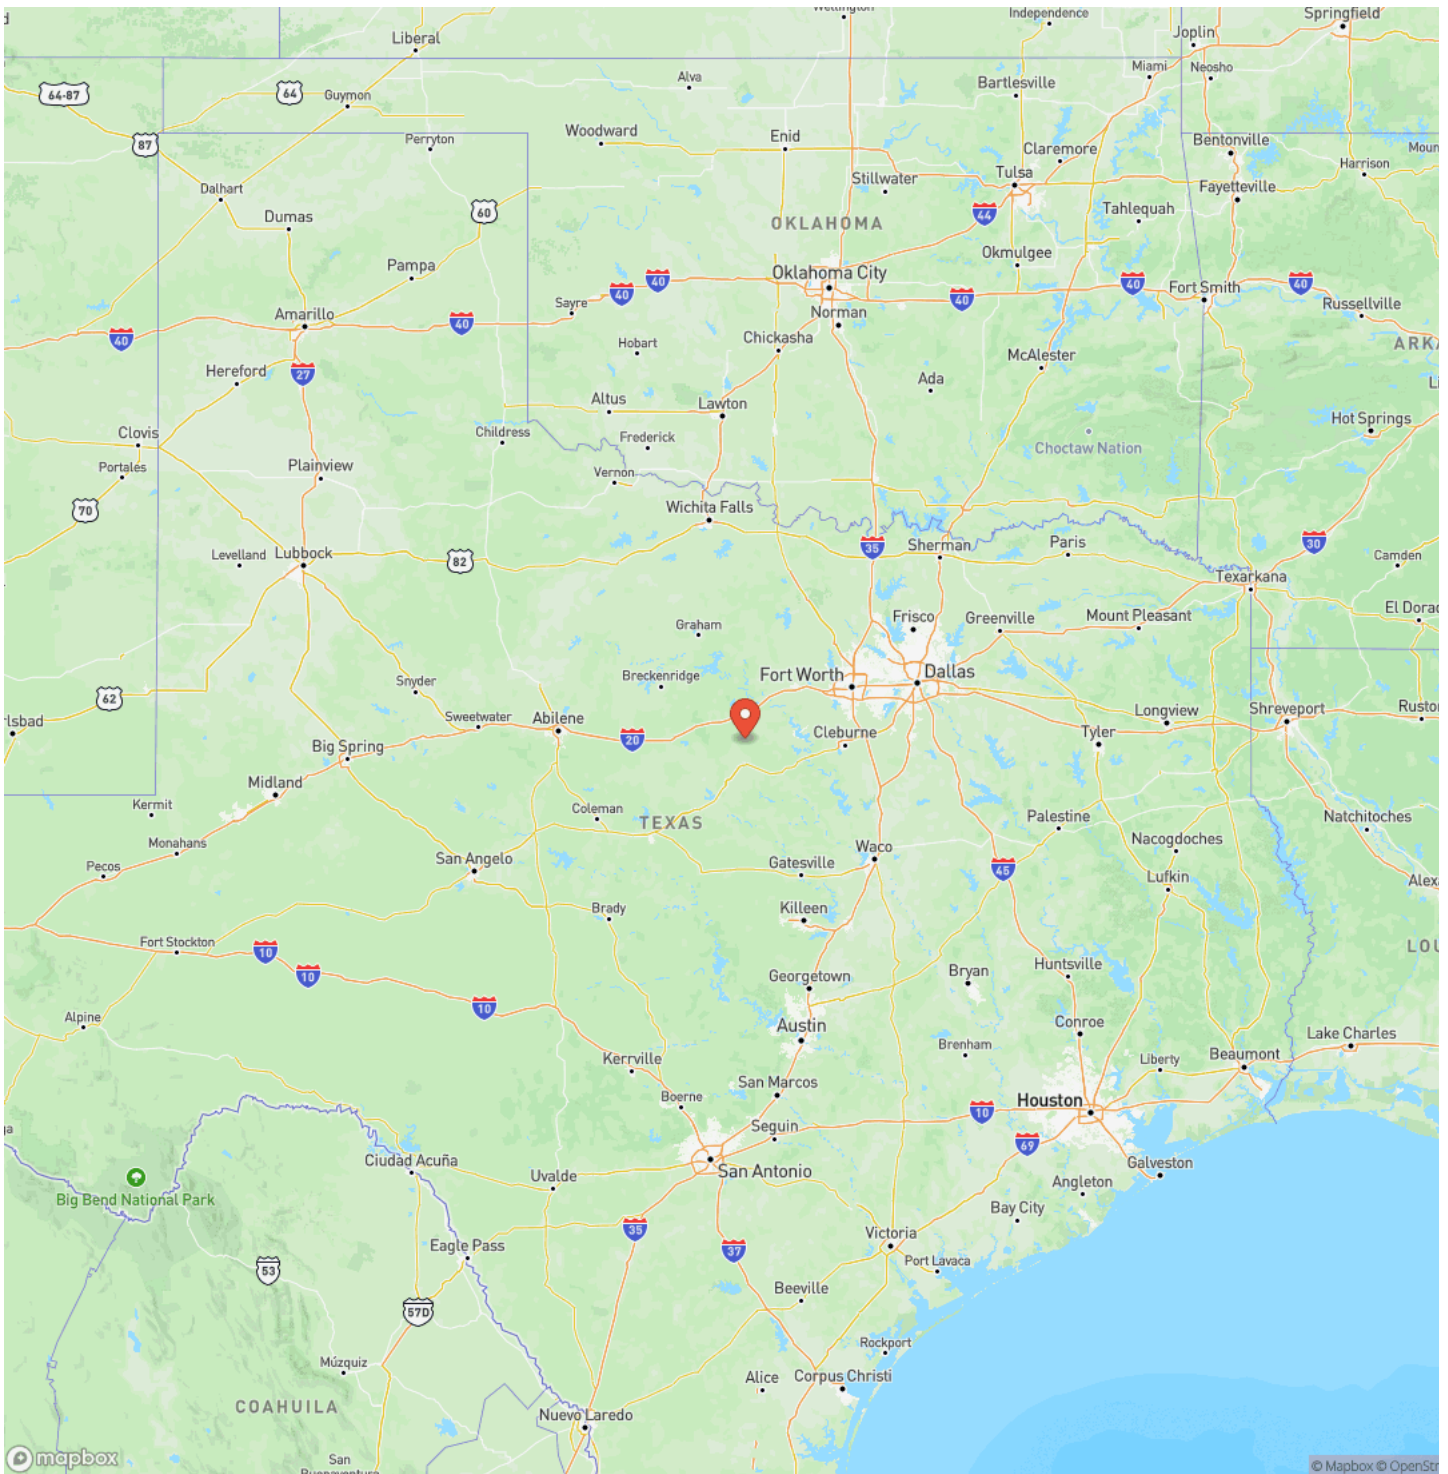 Wellington
Independence
Springfield
Liberal
Joplin
Miami
Neosho
Alva
Bartlesville
64-87
64
Guymon
87
Perryton
Woodward
Enid
Claremore
Bentonville
Harrison
Dalhart
Stillwater
Tulsa
Fayetteville
Dumas
60
OKLAHOMA
44
Tahlequah
Okmulgee
Pampa
Oklahoma City
40
40
40
40
Fort Smith
40
Sayre
Russellville
Amarillo
40
40
Norman
Hobart
Chickasha
McAlester
Hereford
27
Ada
Altus
Lawton
Hot Springs
Clovis
Childress
Frederick
Choctaw Nation
Portales
Plainview
Vernon
70
Wichita Falls
Levelland
Lubbock
82
35
Sherman
Paris
30
Camden
Texarkana
Graham
Frisco
Greenville
Mount Pleasant
Breckenridge
Fort Worth
Dallas
62
Snyder
Sweetwater
Abilene
20
Cleburne
Longview
Shreveport
Tyler
Big Spring
Midland
Kermit
Coleman
TEXAS
Palestine
Natchitoches
Monahans
Nacogdoches
Pecos
San Angelo
Gatesville
Waco
45
Lufkin
Brady
Killeen
Fort Stockton
10
10
Georgetown
Bryan
Huntsville
10
Alpine
Austin
Conroe
Lake Charles
Brenham
Liberty
Beaumont
Kerrville
San Marcos
Boerne
Houston
10
Seguin
69
Ciudad Acuña
San Antonio
Galveston
Uvalde
Big Bend National Park
Angleton
Bay City
35
37
Victoria
Eagle Pass
Port Lavaca
53
Beeville
57D
Rockport
Múzquiz
Alice
Corpus Christi
COAHUILA
Nuevo Laredo
San
mapbox
© Mapbox © OpenStr